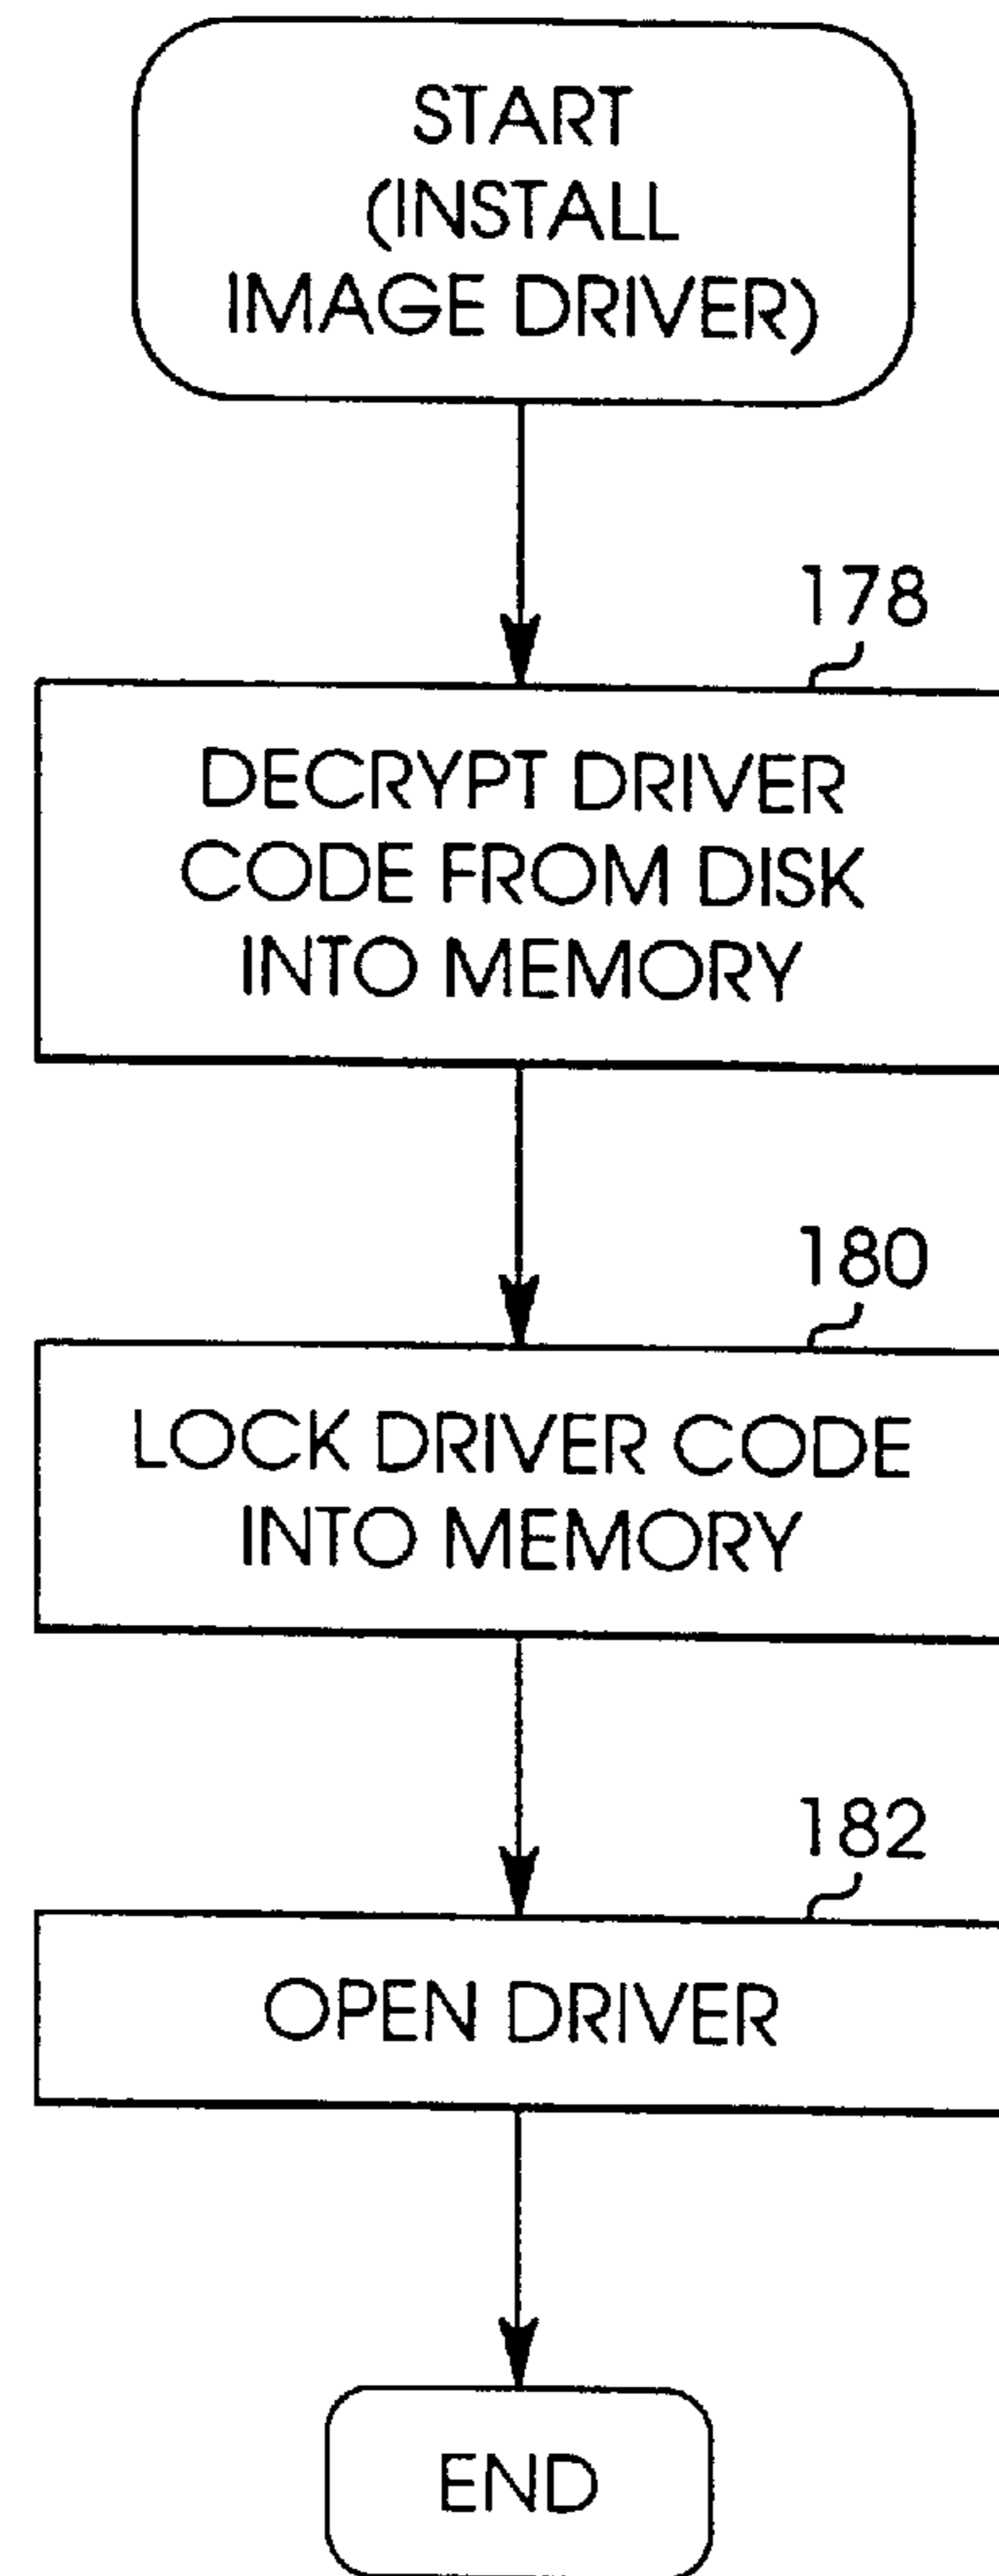 START
(INSTALL
IMAGE DRIVER)
178
DECRYPT DRIVER
CODE FROM DISK
INTO MEMORY
180
LOCK DRIVER CODE
INTO MEMORY
182
OPEN DRIVER
END